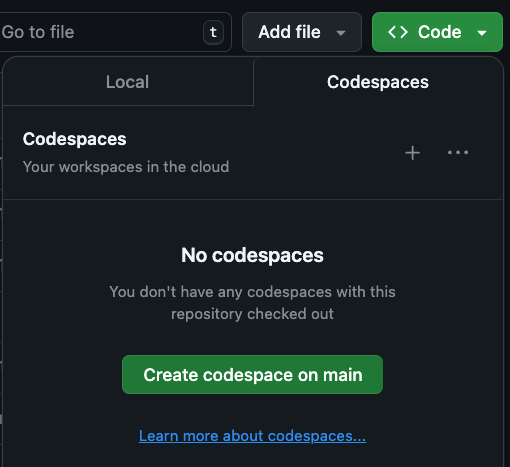 Go to file
t
Add file
Code
Local
Codespaces
Codespaces
Your workspaces in the cloud
No codespaces
You don't have any codespaces with this
repository checked out
Create codespace on main
Learn more about codespaces...